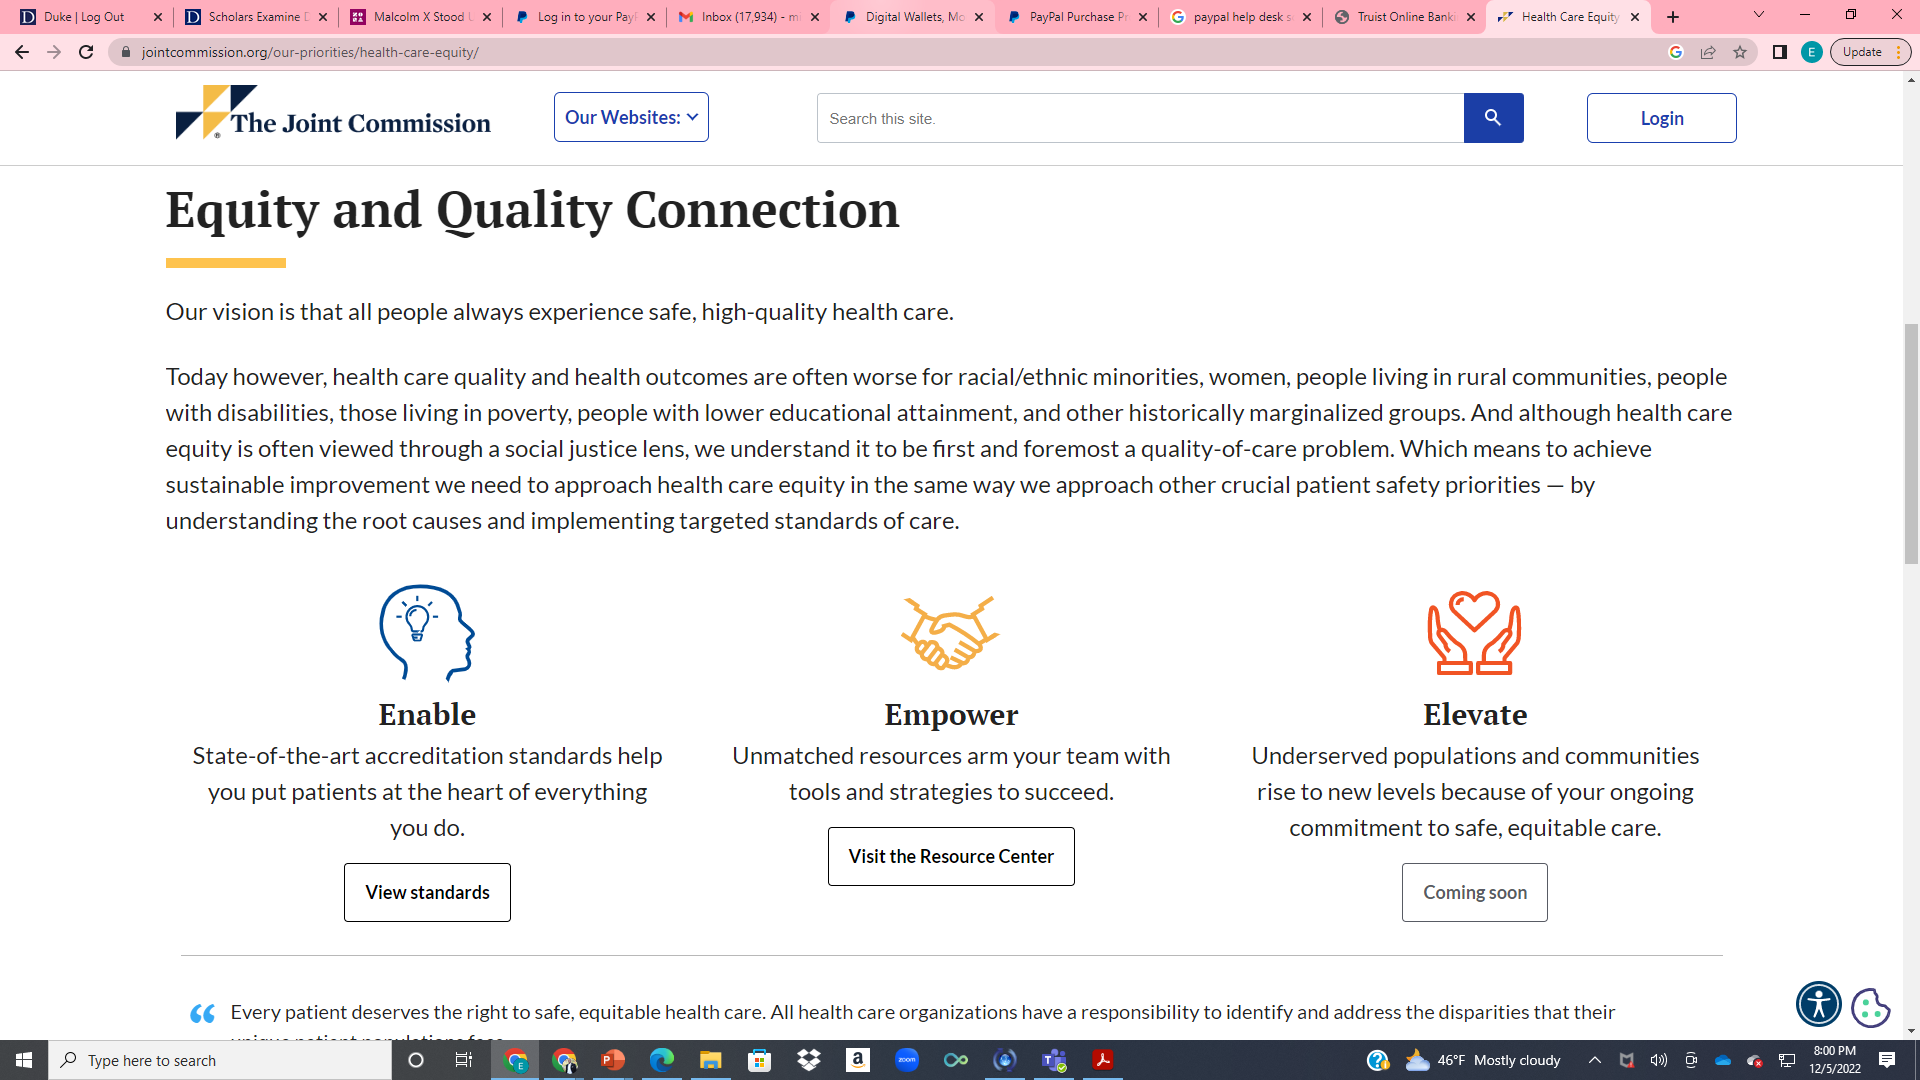 Duke | Log Out
Scholars Examine
Malcolm X Stood
Log in to your Pay
Inbox (17,934) - m
Digital Wallets, Mo
PayPal Purchase Pr
paypal help desk s
Truist Online Bank
Health Care Equity
jointcommission.org/our-priorities/health-care-equity/
E
Update
The Joint Commission
®
Our Websites:
Search this site.
Login
Equity and Quality Connection
Our vision is that all people always experience safe, high-quality health care.
Today however, health care quality and health outcomes are often worse for racial/ethnic minorities, women, people living in rural communities, people
with disabilities, those living in poverty, people with lower educational attainment, and other historically marginalized groups. And although health care
equity is often viewed through a social justice lens, we understand it to be first and foremost a quality-of-care problem. Which means to achieve
sustainable improvement we need to approach health care equity in the same way we approach other crucial patient safety priorities — by
understanding the root causes and implementing targeted standards of care.
Enable
State-of-the-art accreditation standards help
you put patients at the heart of everything
you do.
View standards
Empower
Unmatched resources arm your team with
tools and strategies to succeed.
Visit the Resource Center
Elevate
Underserved populations and communities
rise to new levels because of your ongoing
commitment to safe, equitable care.
Coming soon
“ Every patient deserves the right to safe, equitable health care. All health care organizations have a responsibility to identify and address the disparities that their
Type here to search
zoom
46°F Mostly cloudy
8:00 PM
12/5/2022